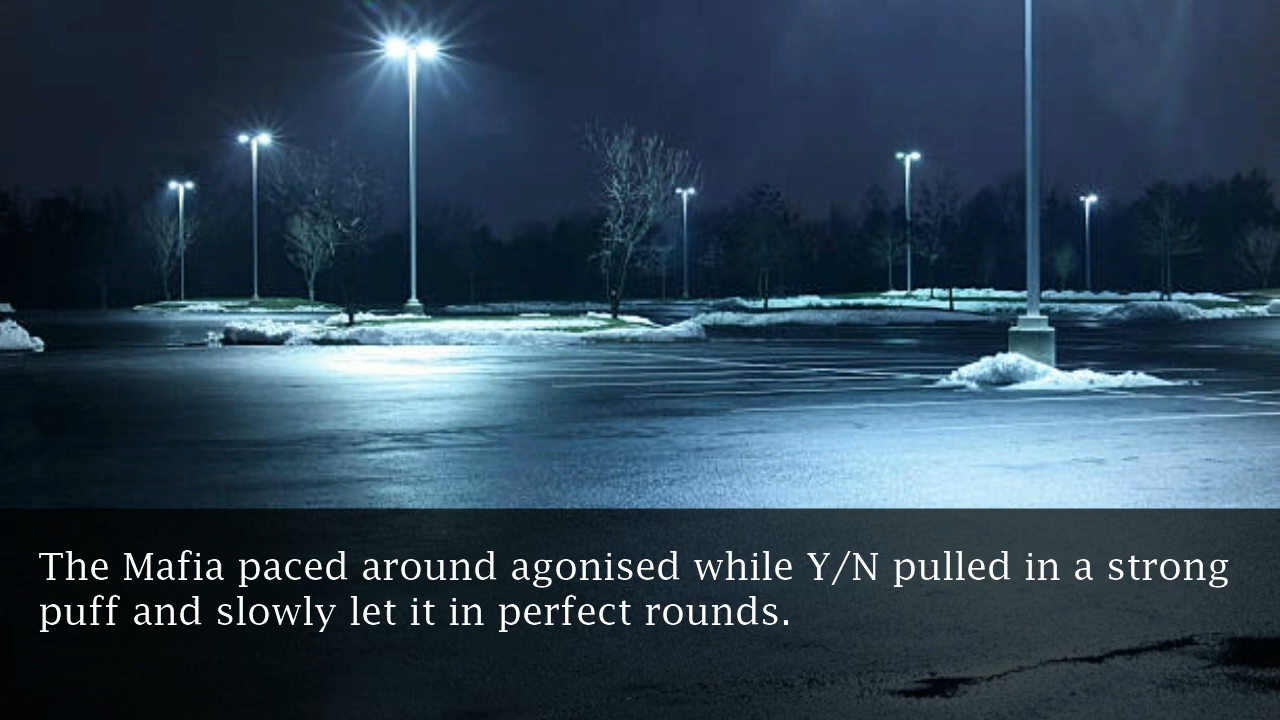 The Mafia paced around agonised while Y/N pulled in a strong
puff and slowly let it in perfect rounds.